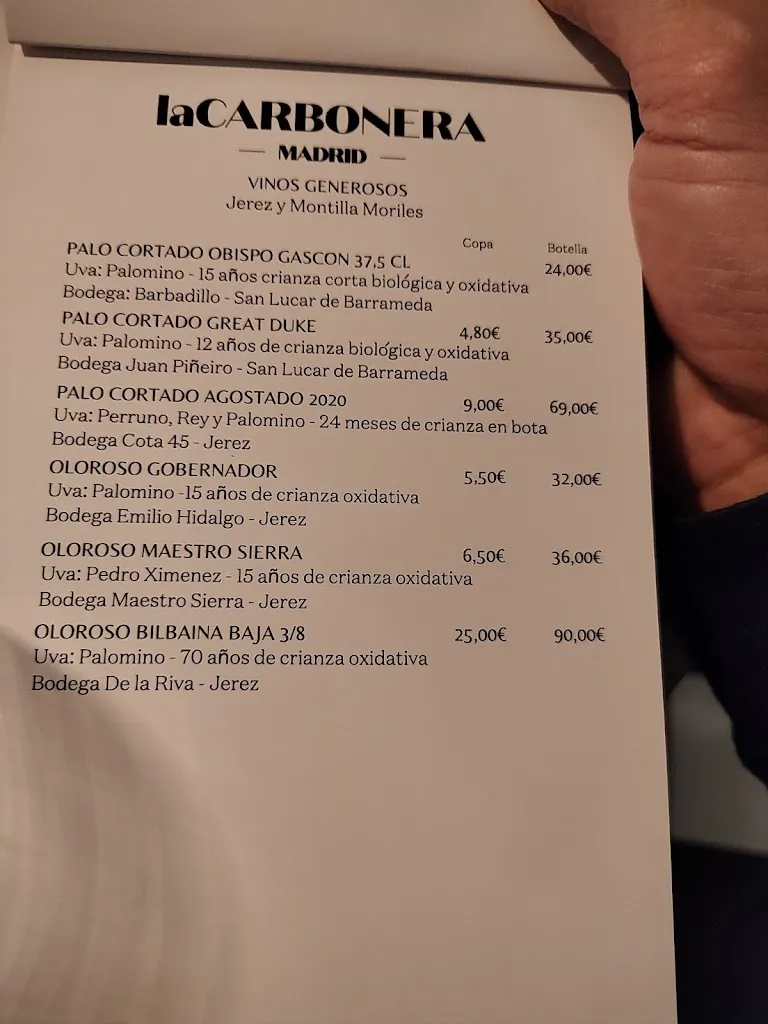 laCARBONERA
— MADRID —
VINOS GENEROSOS
Jerez y Montilla Moriles
Copa Botella
PALO CORTADO OBISPO GASCON 37,5 CL 24,00€
Uva: Palomino - 15 años crianza corta biológica y oxidativa
Bodega: Barbadillo - San Lucar de Barrameda
PALO CORTADO GREAT DUKE 4,80€ 35,00€
Uva: Palomino - 12 años de crianza biológica y oxidativa
Bodega Juan Piñeiro - San Lucar de Barrameda
PALO CORTADO AGOSTADO 2020 9,00€ 69,00€
Uva: Perruno, Rey y Palomino - 24 meses de crianza en bota
Bodega Cota 45 - Jerez
OLOROSO GOBERNADOR 5,50€ 32,00€
Uva: Palomino -15 años de crianza oxidativa
Bodega Emilio Hidalgo - Jerez
OLOROSO MAESTRO SIERRA 6,50€ 36,00€
Uva: Pedro Ximenez - 15 años de crianza oxidativa
Bodega Maestro Sierra - Jerez
OLOROSO BILBAINA BAJA 3/8 25,00€ 90,00€
Uva: Palomino - 70 años de crianza oxidativa
Bodega De la Riva - Jerez